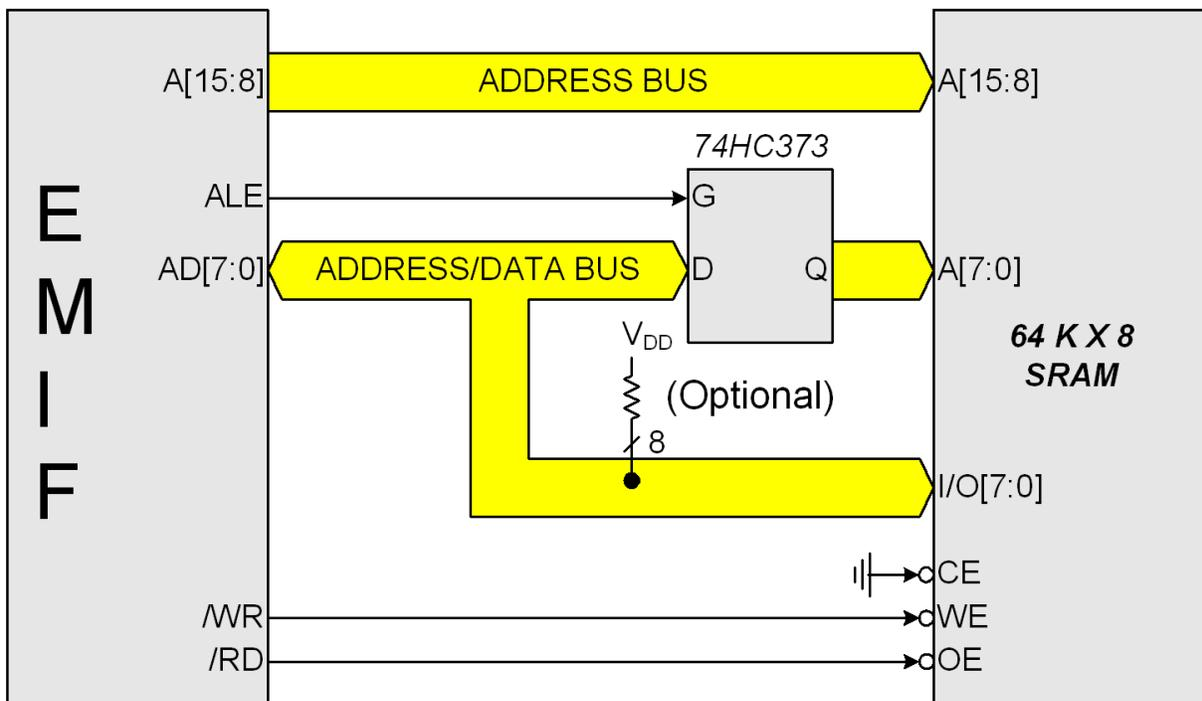 A[15:8]
ADDRESS BUS
A[15:8]
74HC373
ALE
G
AD[7:0]
ADDRESS/DATA BUS
D
Q
A[7:0]
E
M
I
F
VDD
(Optional)
8
64 K X 8
SRAM
I/O[7:0]
CE
/WR
WE
/RD
OE